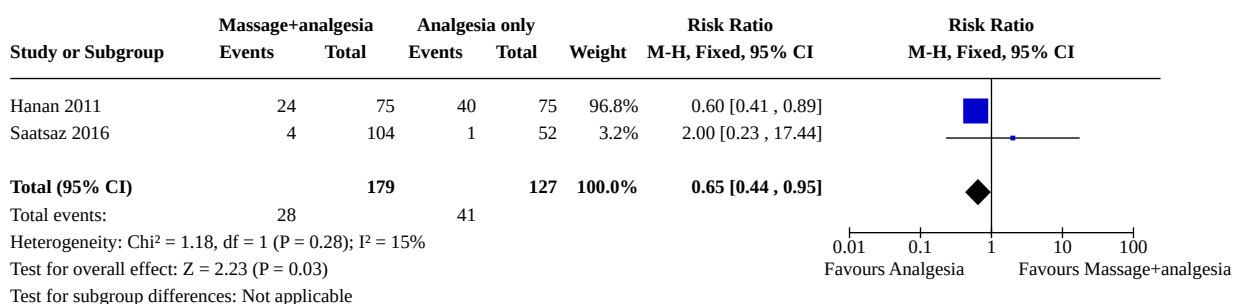 Massage+analgesia Analgesia only Risk Ratio Risk Ratio
Study or Subgroup Events Total Events Total Weight M-H, Fixed, 95% CI M-H, Fixed, 95% CI
Hanan 2011 24 75 40 75 96.8% 0.60 [0.41 , 0.89]
Saatsaz 2016 4 104 1 52 3.2% 2.00 [0.23 , 17.44]
Total (95% CI) 179 127 100.0% 0.65 [0.44 , 0.95]
Total events: 28 41
Heterogeneity: Chi² = 1.18, df = 1 (P = 0.28); I² = 15%
0.01 0.1 1 10 100
Test for overall effect: Z = 2.23 (P = 0.03)
Favours Analgesia Favours Massage+analgesia
Test for subgroup differences: Not applicable